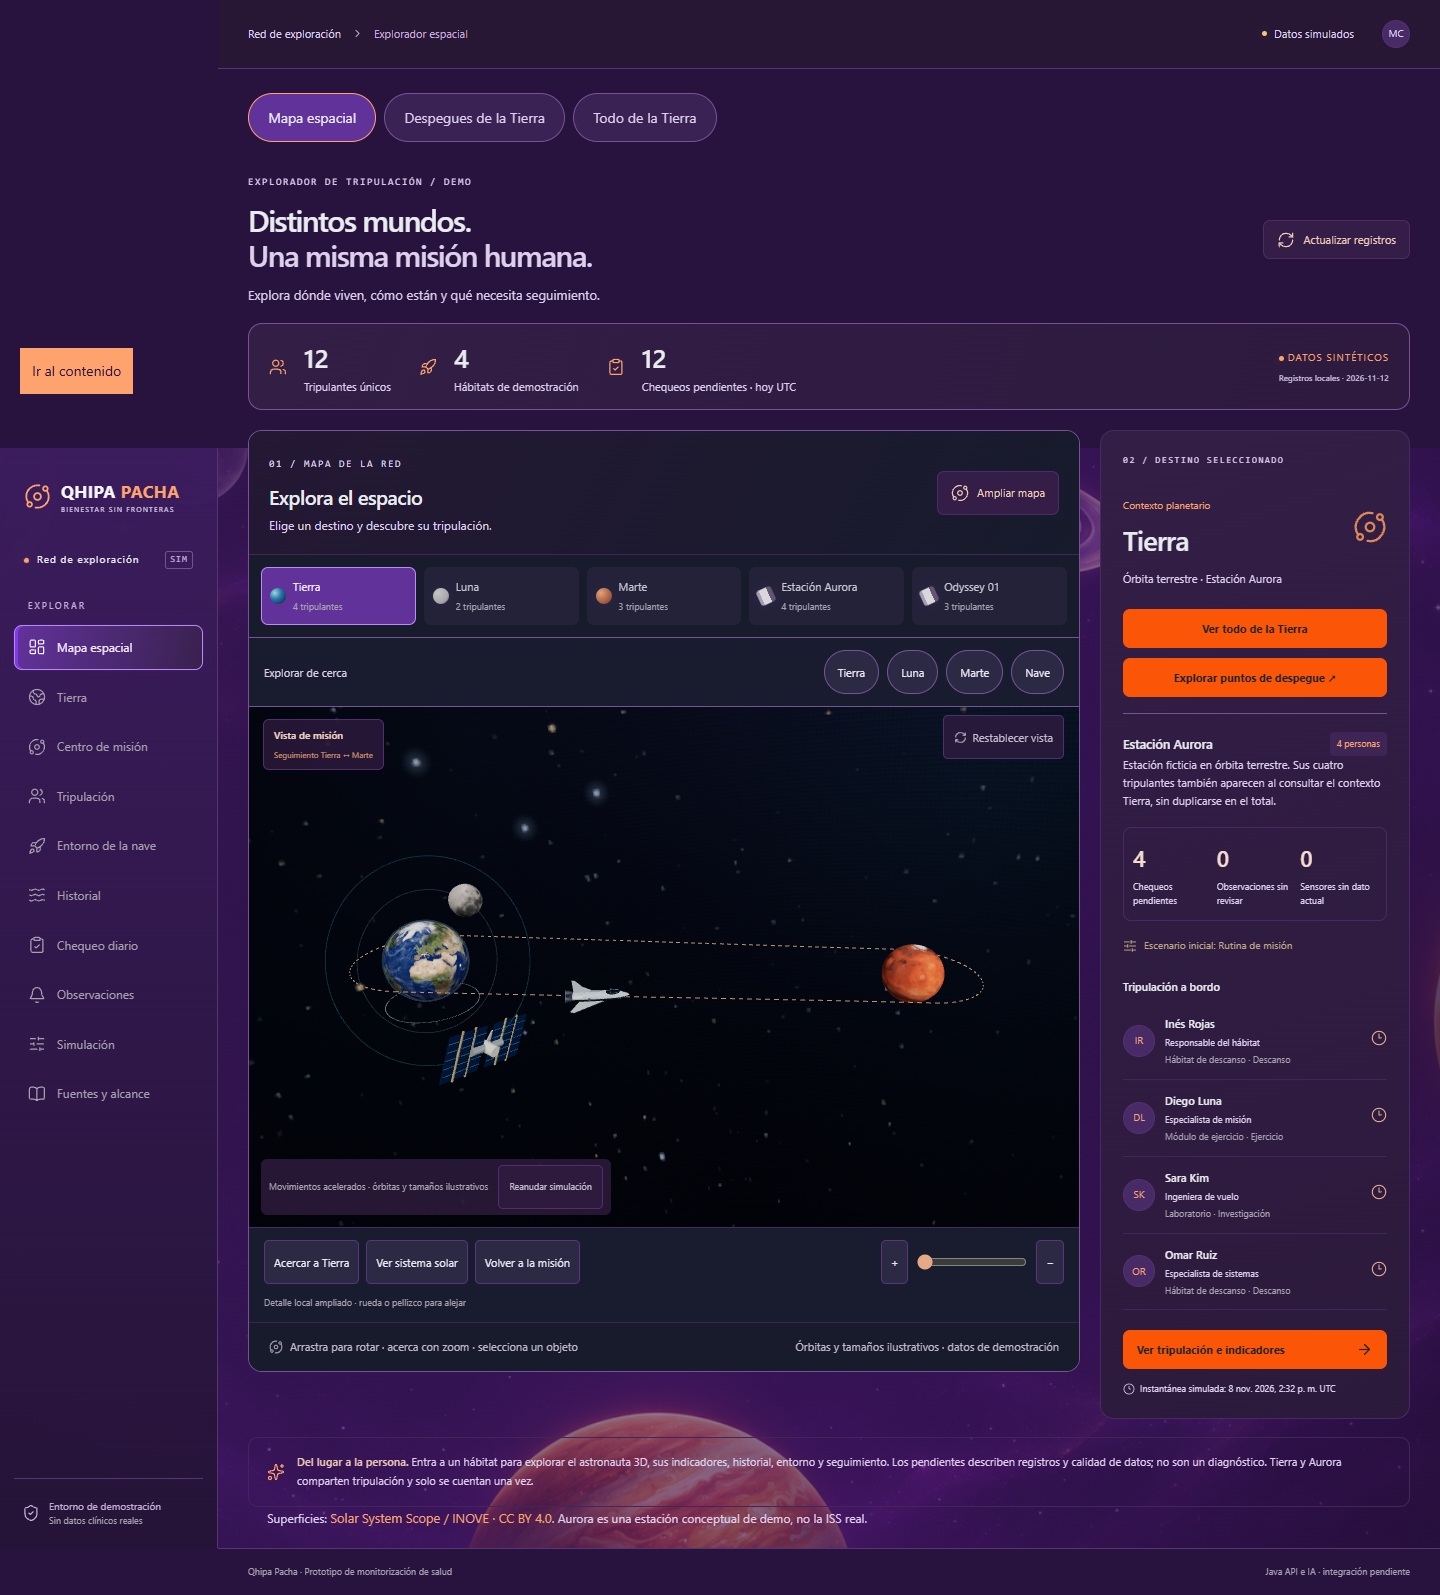 Red de exploración > Explorador espacial
Datos simulados
MC
Mapa espacial
Despegues de la Tierra
Todo de la Tierra
EXPLORADOR DE TRIPULACIÓN / DEMO
Distintos mundos.
Una misma misión humana.
Actualizar registros
Explora dónde viven, cómo están y qué necesita seguimiento.
12
Tripulantes únicos
4
Hábitats de demostración
12
Chequeos pendientes · hoy UTC
DATOS SINTÉTICOS
Registros locales · 2026-11-12
Ir al contenido
QHIPA PACHA
BIENESTAR SIN FRONTERAS
Red de exploración
SIM
EXPLORAR
Mapa espacial
Tierra
Centro de misión
Tripulación
Entorno de la nave
Historial
Chequeo diario
Observaciones
Simulación
Fuentes y alcance
Entorno de demostración
Sin datos clínicos reales
01 / MAPA DE LA RED
Explora el espacio
Elige un destino y descubre su tripulación.
Ampliar mapa
Tierra
4 tripulantes
Luna
2 tripulantes
Marte
3 tripulantes
Estación Aurora
4 tripulantes
Odyssey 01
3 tripulantes
Explorar de cerca
Tierra
Luna
Marte
Nave
Vista de misión
Seguimiento Tierra ↔ Marte
Restablecer vista
Movimientos acelerados · órbitas y tamaños ilustrativos
Reanudar simulación
Acercar a Tierra
Ver sistema solar
Volver a la misión
+
−
Detalle local ampliado · rueda o pellizco para alejar
Arrastra para rotar · acerca con zoom · selecciona un objeto
Órbitas y tamaños ilustrativos · datos de demostración
02 / DESTINO SELECCIONADO
Contexto planetario
Tierra
Órbita terrestre · Estación Aurora
Ver todo de la Tierra
Explorar puntos de despegue ↗
Estación Aurora
4 personas
Estación ficticia en órbita terrestre. Sus cuatro
tripulantes también aparecen al consultar el contexto
Tierra, sin duplicarse en el total.
4
Chequeos
pendientes
0
Observaciones sin
revisar
0
Sensores sin dato
actual
Escenario inicial: Rutina de misión
Tripulación a bordo
IR
Inés Rojas
Responsable del hábitat
Hábitat de descanso · Descanso
DL
Diego Luna
Especialista de misión
Módulo de ejercicio · Ejercicio
SK
Sara Kim
Ingeniera de vuelo
Laboratorio · Investigación
OR
Omar Ruiz
Especialista de sistemas
Hábitat de descanso · Descanso
Ver tripulación e indicadores
Instantánea simulada: 8 nov. 2026, 2:32 p. m. UTC
Del lugar a la persona. Entra a un hábitat para explorar el astronauta 3D, sus indicadores, historial, entorno y seguimiento. Los pendientes describen registros y calidad de datos; no son un diagnóstico. Tierra y Aurora
comparten tripulación y solo se cuentan una vez.
Superficies: Solar System Scope / INOVE · CC BY 4.0. Aurora es una estación conceptual de demo, no la ISS real.
Qhipa Pacha · Prototipo de monitorización de salud
Java API e IA · integración pendiente